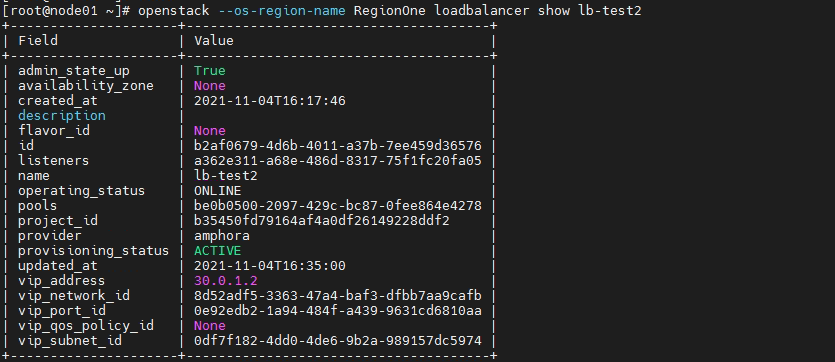 [root@node01 ~]# openstack --os-region-name RegionOne loadbalancer show lb-test2
+---------------------+--------------------------------------+
| Field | Value |
+---------------------+--------------------------------------+
| admin_state_up | True |
| availability_zone | None |
| created_at | 2021-11-04T16:17:46 |
| description | |
| flavor_id | None |
| id | b2af0679-4d6b-4011-a37b-7ee459d36576 |
| listeners | a362e311-a68e-486d-8317-75f1fc20fa05 |
| name | lb-test2 |
| operating_status | ONLINE |
| pools | be0b0500-2097-429c-bc87-0fee864e4278 |
| project_id | b35450fd79164af4a0df26149228ddf2 |
| provider | amphora |
| provisioning_status | ACTIVE |
| updated_at | 2021-11-04T16:35:00 |
| vip_address | 30.0.1.2 |
| vip_network_id | 8d52adf5-3363-47a4-baf3-dfbb7aa9cafb |
| vip_port_id | 0e92edb2-1a94-484f-a439-9631cd6810aa |
| vip_qos_policy_id | None |
| vip_subnet_id | 0df7f182-4dd0-4de6-9b2a-989157dc5974 |
+---------------------+--------------------------------------+